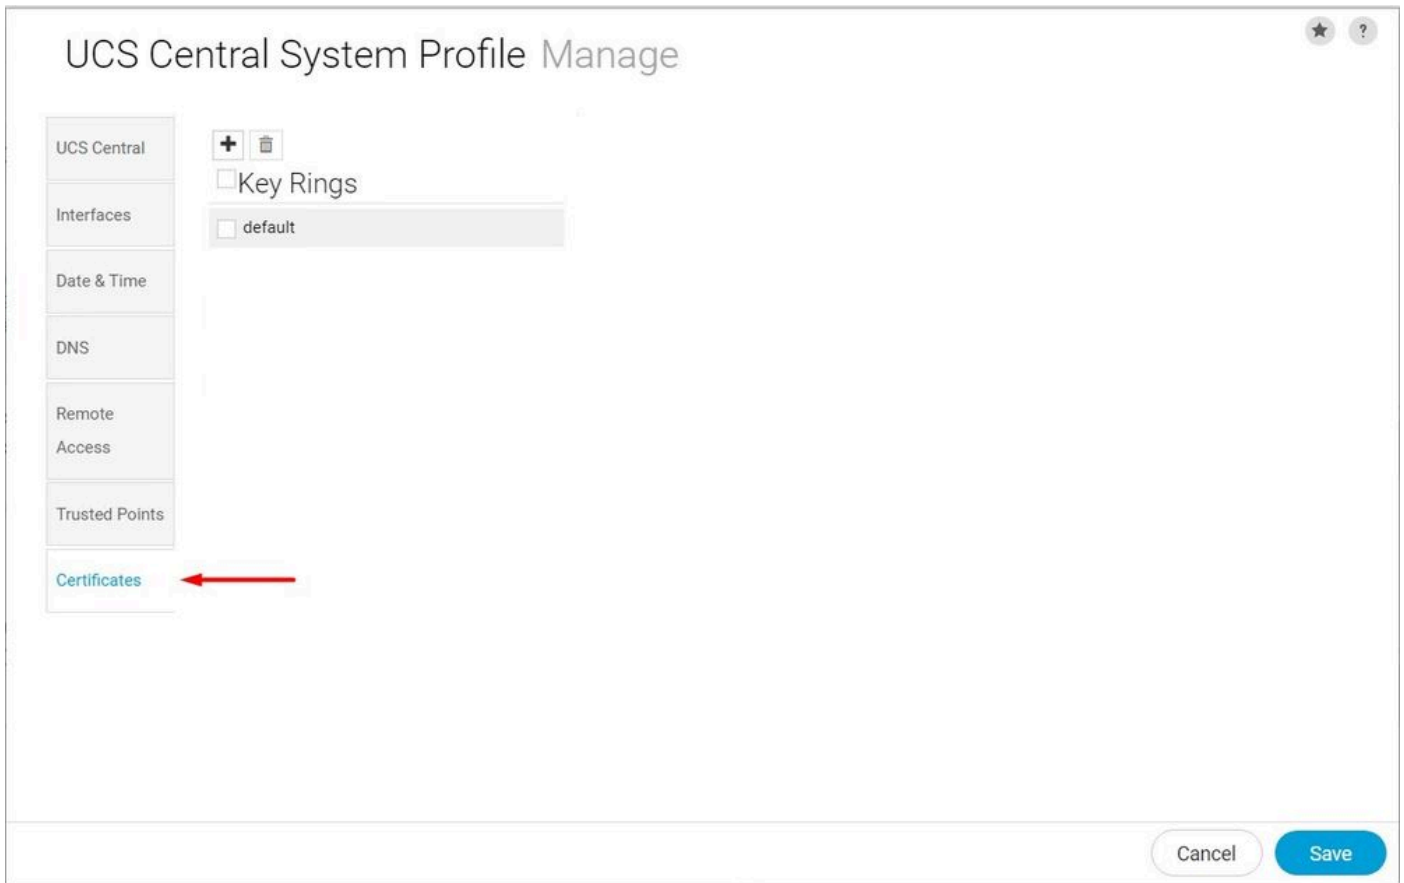 UCS Central System Profile Manage
?
UCS Central
Interfaces
Date & Time
DNS
Remote
Access
Trusted Points
Certificates
Key Rings
default
Cancel
Save